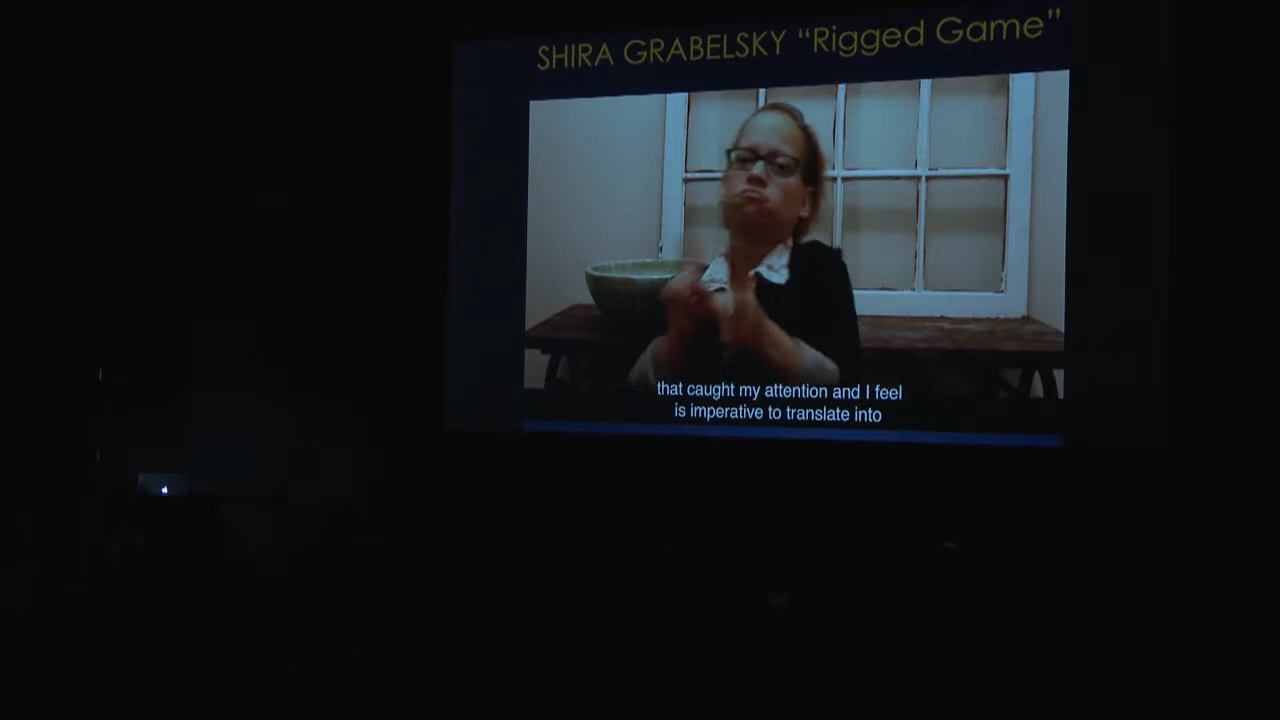 SHIRA GRABELSKY “Rigged Game”
that caught my attention and I feel
is imperative to translate into